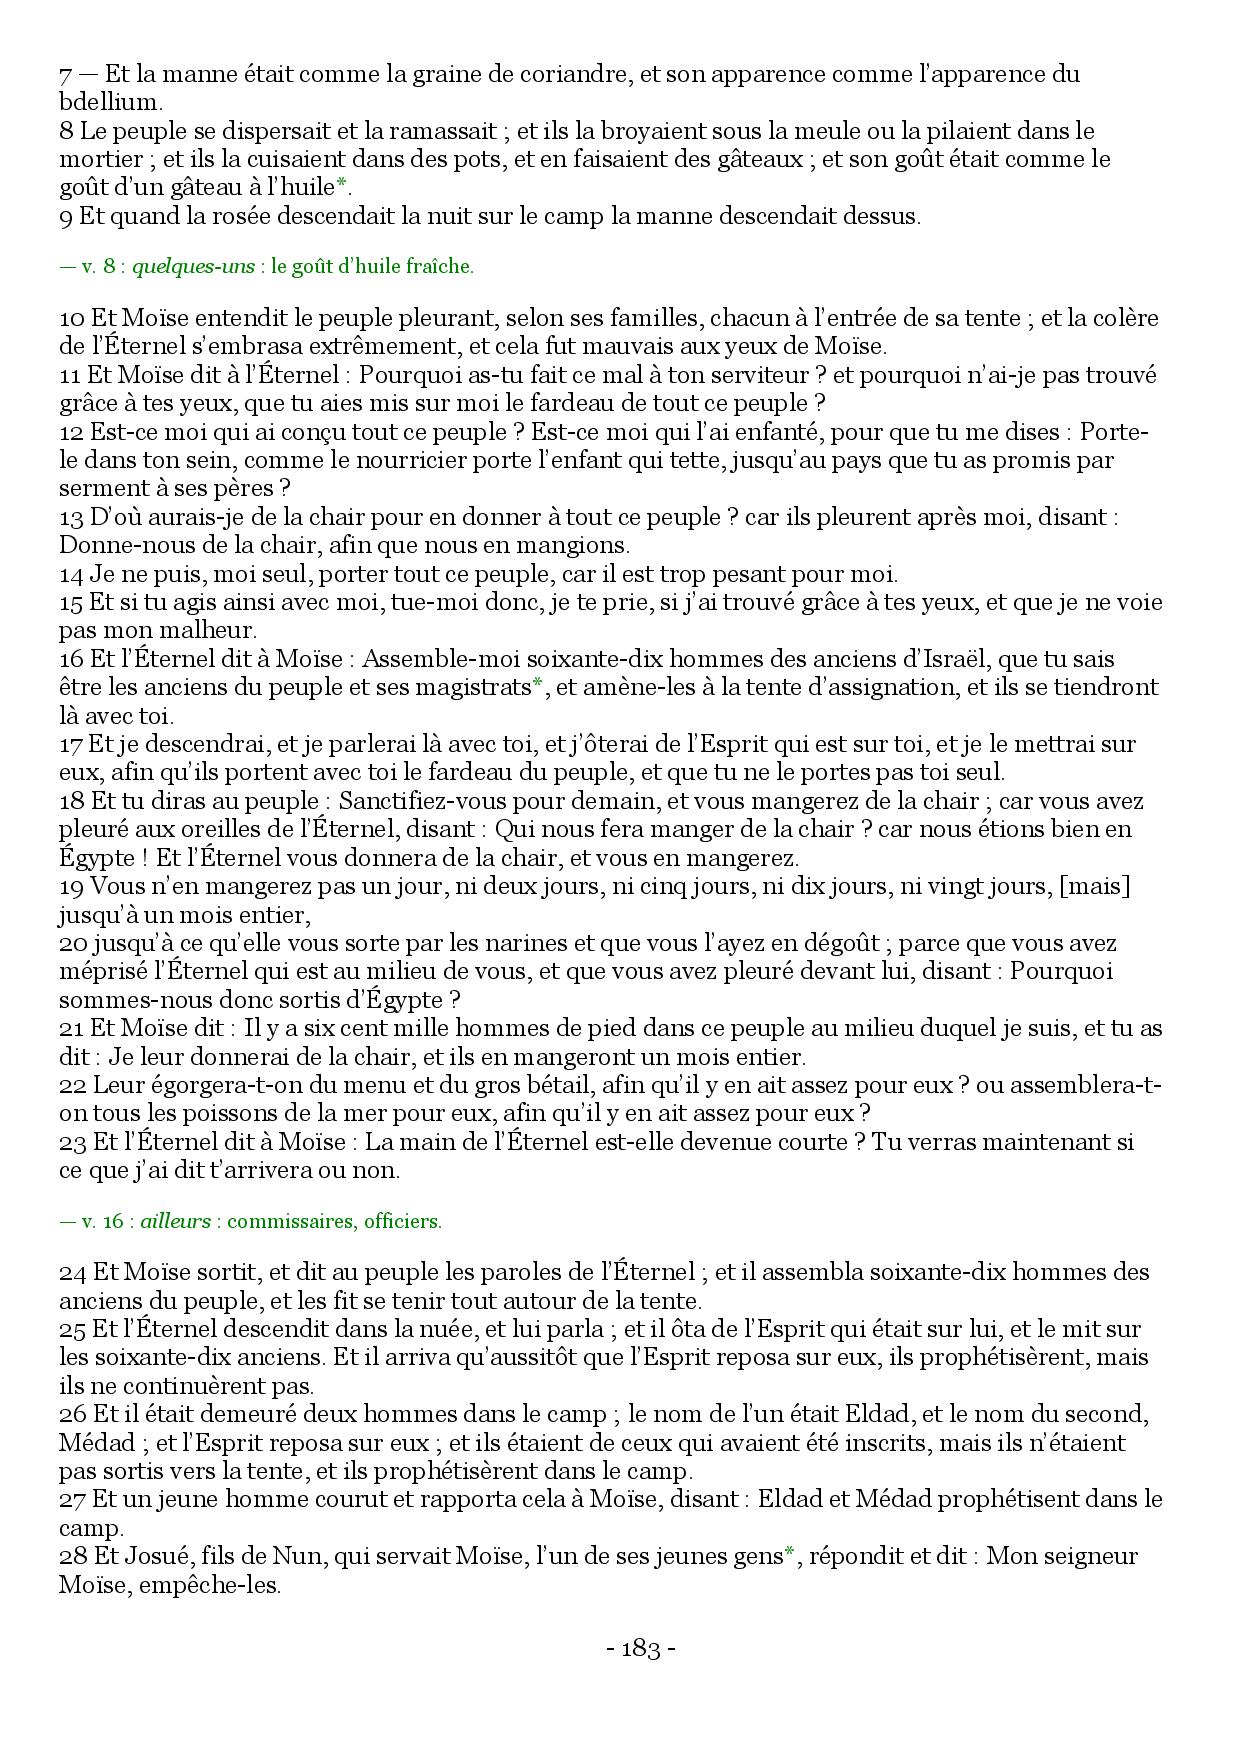 7 — Et la manne était comme la graine de coriandre, et son apparence comme l’apparence du
bdellium.
8 Le peuple se dispersait et la ramassait ; et ils la broyaient sous la meule ou la pilaient dans le
mortier ; et ils la cuisaient dans des pots, et en faisaient des gâteaux ; et son goût était comme le
goût d’un gâteau à l’huile*.
9 Et quand la rosée descendait la nuit sur le camp la manne descendait dessus.
— v. 8 : quelques-uns : le goût d’huile fraîche.
10 Et Moïse entendit le peuple pleurant, selon ses familles, chacun à l’entrée de sa tente ; et la colère
de l’Éternel s’embrasa extrêmement, et cela fut mauvais aux yeux de Moïse.
11 Et Moïse dit à l’Éternel : Pourquoi as-tu fait ce mal à ton serviteur ? et pourquoi n’ai-je pas trouvé
grâce à tes yeux, que tu aies mis sur moi le fardeau de tout ce peuple ?
12 Est-ce moi qui ai conçu tout ce peuple ? Est-ce moi qui l’ai enfanté, pour que tu me dises : Porte-
le dans ton sein, comme le nourricier porte l’enfant qui tette, jusqu’au pays que tu as promis par
serment à ses pères ?
13 D’où aurais-je de la chair pour en donner à tout ce peuple ? car ils pleurent après moi, disant :
Donne-nous de la chair, afin que nous en mangions.
14 Je ne puis, moi seul, porter tout ce peuple, car il est trop pesant pour moi.
15 Et si tu agis ainsi avec moi, tue-moi donc, je te prie, si j’ai trouvé grâce à tes yeux, et que je ne voie
pas mon malheur.
16 Et l’Éternel dit à Moïse : Assemble-moi soixante-dix hommes des anciens d’Israël, que tu sais
être les anciens du peuple et ses magistrats*, et amène-les à la tente d’assignation, et ils se tiendront
là avec toi.
17 Et je descendrai, et je parlerai là avec toi, et j’ôterai de l’Esprit qui est sur toi, et je le mettrai sur
eux, afin qu’ils portent avec toi le fardeau du peuple, et que tu ne le portes pas toi seul.
18 Et tu diras au peuple : Sanctifiez-vous pour demain, et vous mangerez de la chair ; car vous avez
pleuré aux oreilles de l’Éternel, disant : Qui nous fera manger de la chair ? car nous étions bien en
Égypte ! Et l’Éternel vous donnera de la chair, et vous en mangerez.
19 Vous n’en mangerez pas un jour, ni deux jours, ni cinq jours, ni dix jours, ni vingt jours, [mais]
jusqu’à un mois entier,
20 jusqu’à ce qu’elle vous sorte par les narines et que vous l’ayez en dégoût ; parce que vous avez
méprisé l’Éternel qui est au milieu de vous, et que vous avez pleuré devant lui, disant : Pourquoi
sommes-nous donc sortis d’Égypte ?
21 Et Moïse dit : Il y a six cent mille hommes de pied dans ce peuple au milieu duquel je suis, et tu as
dit : Je leur donnerai de la chair, et ils en mangeront un mois entier.
22 Leur égorgera-t-on du menu et du gros bétail, afin qu’il y en ait assez pour eux ? ou assemblera-t-
on tous les poissons de la mer pour eux, afin qu’il y en ait assez pour eux ?
23 Et l’Éternel dit à Moïse : La main de l’Éternel est-elle devenue courte ? Tu verras maintenant si
ce que j’ai dit t’arrivera ou non.
— v. 16 : ailleurs : commissaires, officiers.
24 Et Moïse sortit, et dit au peuple les paroles de l’Éternel ; et il assembla soixante-dix hommes des
anciens du peuple, et les fit se tenir tout autour de la tente.
25 Et l’Éternel descendit dans la nuée, et lui parla ; et il ôta de l’Esprit qui était sur lui, et le mit sur
les soixante-dix anciens. Et il arriva qu’aussitôt que l’Esprit reposa sur eux, ils prophétisèrent, mais
ils ne continuèrent pas.
26 Et il était demeuré deux hommes dans le camp ; le nom de l’un était Eldad, et le nom du second,
Médad ; et l’Esprit reposa sur eux ; et ils étaient de ceux qui avaient été inscrits, mais ils n’étaient
pas sortis vers la tente, et ils prophétisèrent dans le camp.
27 Et un jeune homme courut et rapporta cela à Moïse, disant : Eldad et Médad prophétisent dans le
camp.
28 Et Josué, fils de Nun, qui servait Moïse, l’un de ses jeunes gens*, répondit et dit : Mon seigneur
Moïse, empêche-les.
- 183 -